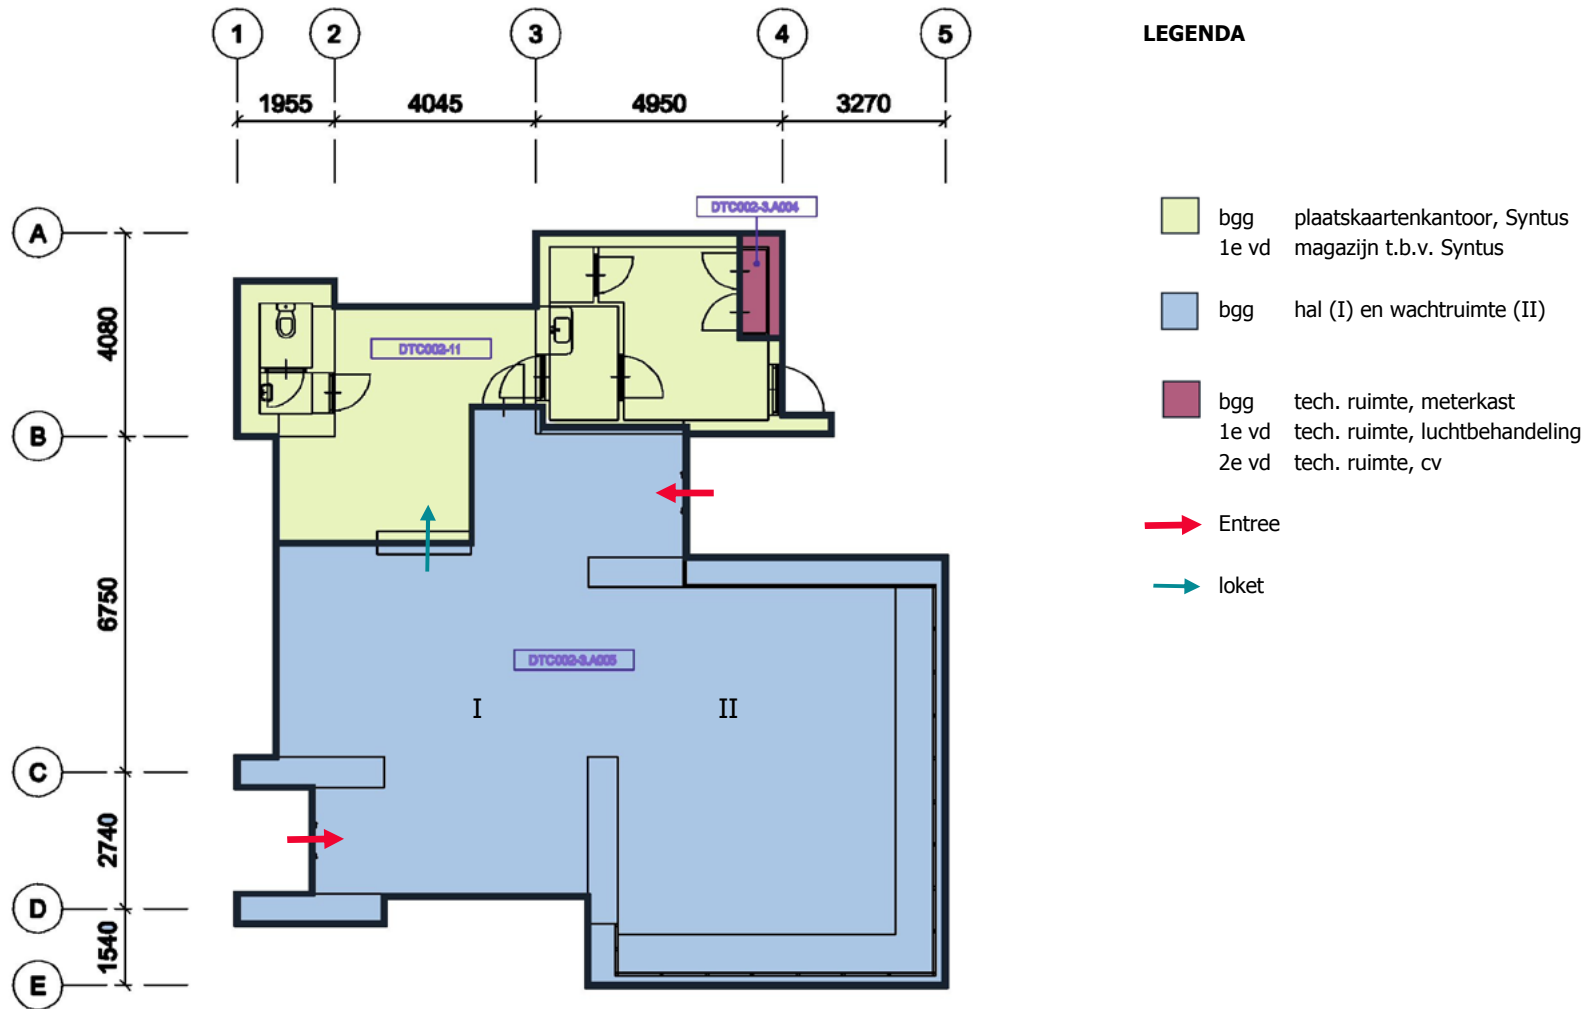 1 2 3 4 5
LEGENDA
1955 4045 4950 3270
DTC002-3.A004
A
bgg plaatskaartenkantoor, Syntus
1e vd magazijn t.b.v. Syntus
4080
bgg hal (I) en wachtruimte (II)
DTC002-11
bgg tech. ruimte, meterkast
B
1e vd tech. ruimte, luchtbehandeling
2e vd tech. ruimte, cv
Entree
loket
6750
DTC002-3.A005
I II
C
2740
D
1540
E